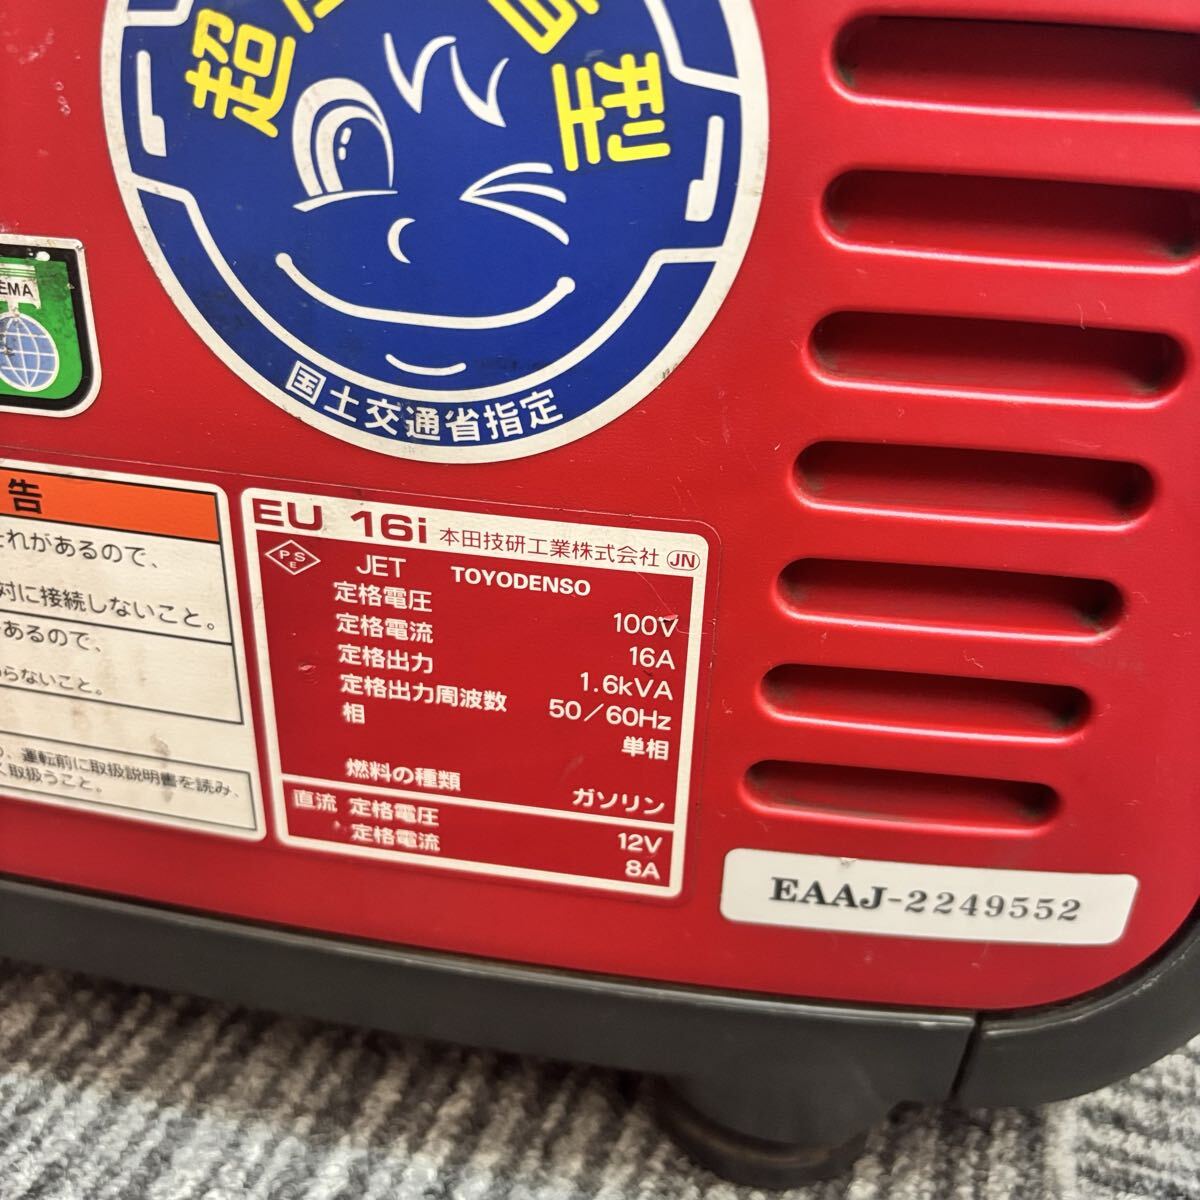 超
型
国土交通省指定
EMA
告
それがあるので、
対に接続しないこと。
あるので、
らないこと。
、運転前に取扱説明書を読み、
く取扱うこと。
EU 16i 本田技研工業株式会社 JN
PSE JET TOYODENSO
定格電圧 100V
定格電流 16A
定格出力 1.6kVA
定格出力周波数 50/60Hz
相 単相
燃料の種類 ガソリン
直流 定格電圧 12V
定格電流 8A
EAAJ-2249552